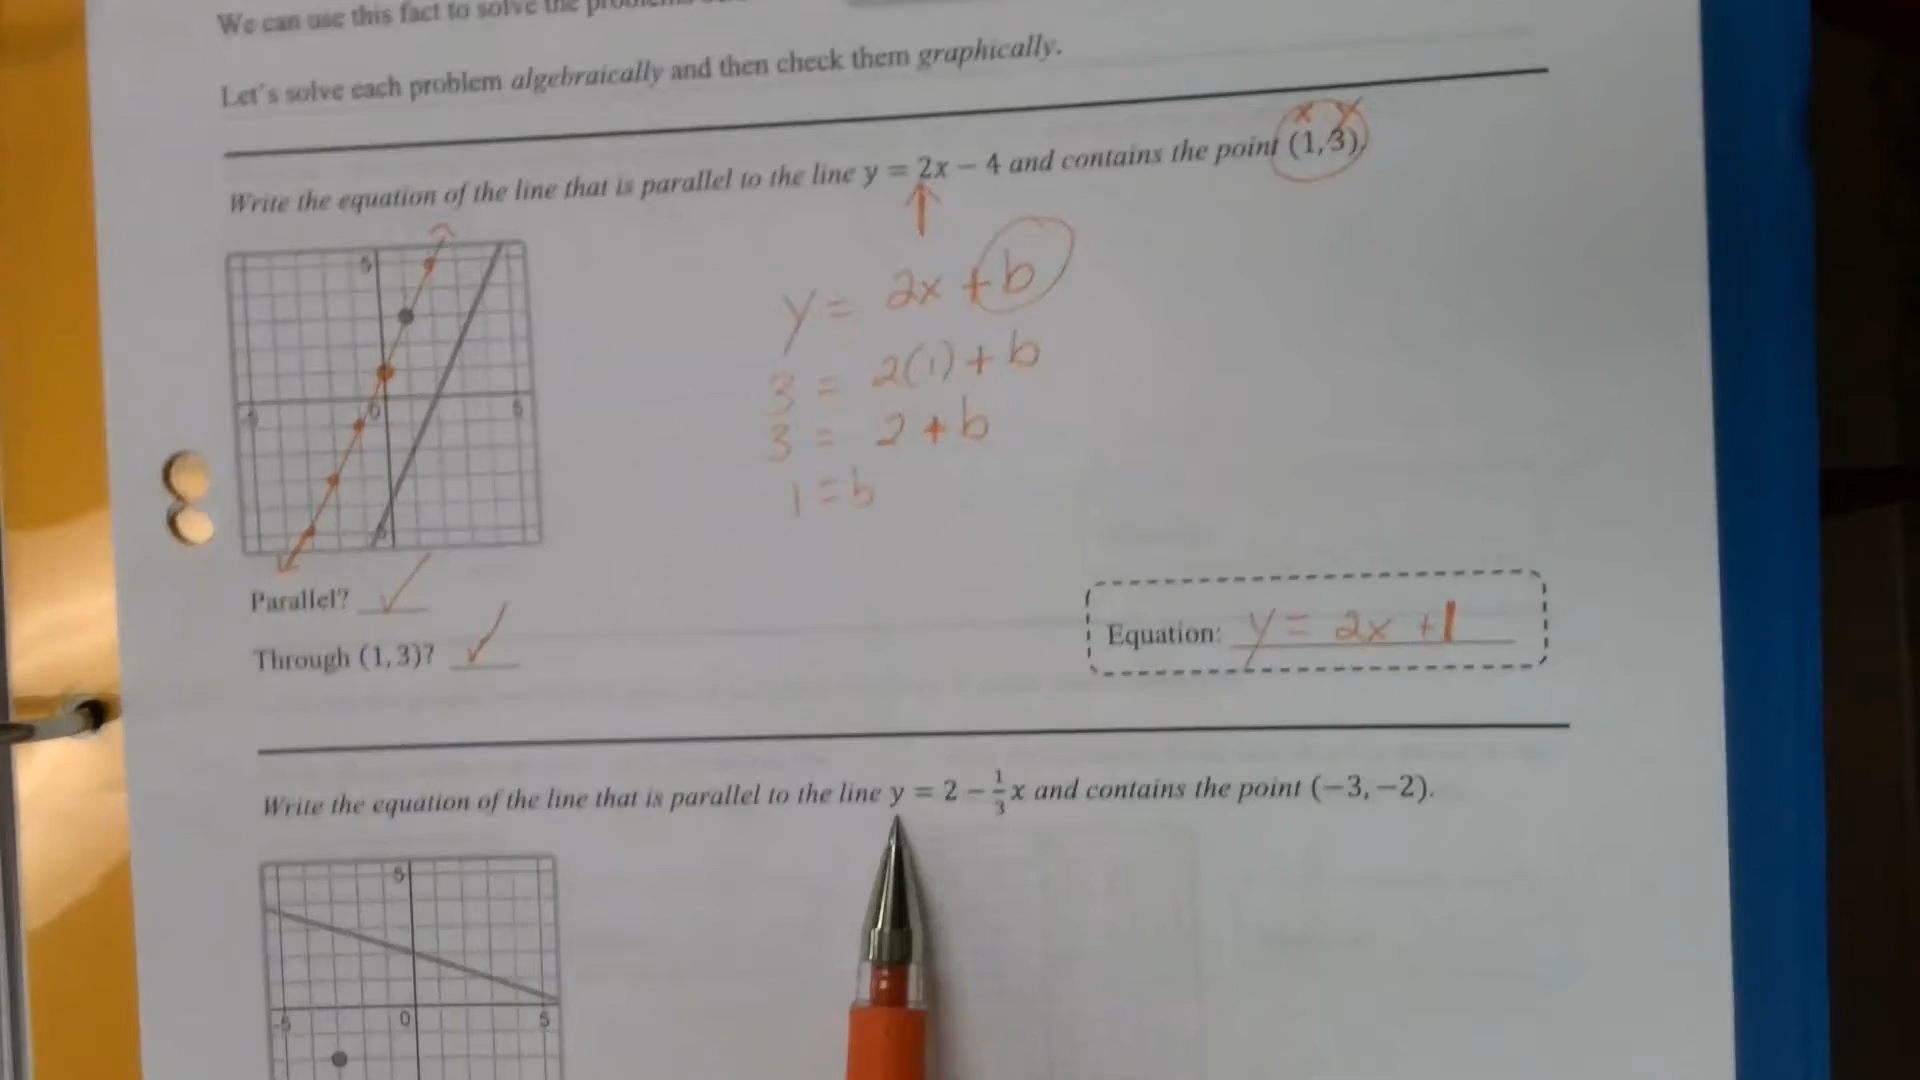 We can use this fact to solve the
Let's solve each problem algebraically and then check them graphically.
x y
Write the equation of the line that is parallel to the line y = 2x − 4 and contains the point (1, 3).
5
-5 0 5
-5
y = 2x + b
3 = 2(1) + b
3 = 2 + b
1 = b
Parallel? ✓
Through (1, 3)? ✓
Equation: y = 2x + 1
Write the equation of the line that is parallel to the line y = 2 − 1/3 x and contains the point (−3, −2).
5
-5 0 5